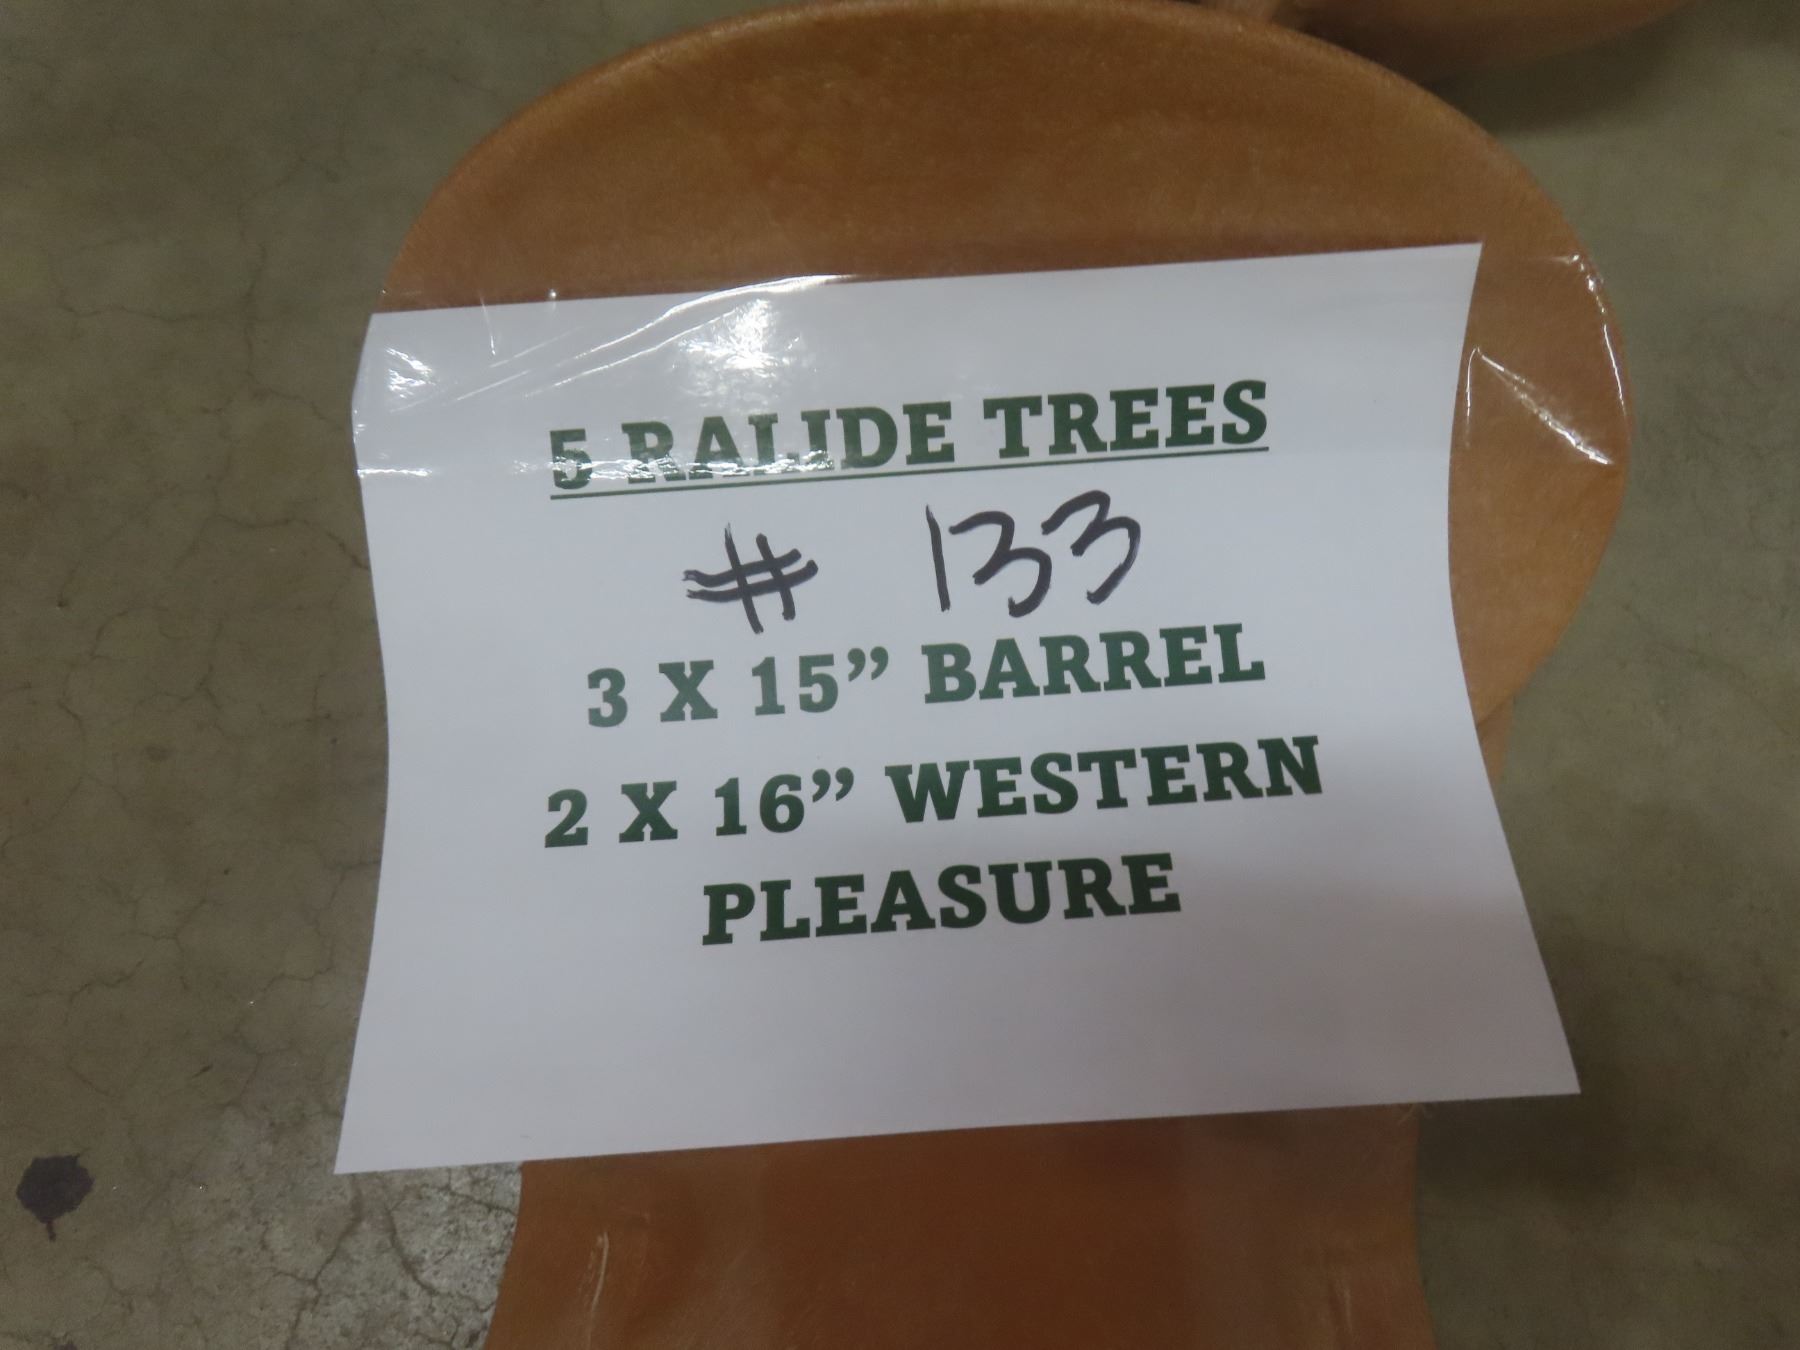 5 RALIDE TREES
# 133
3 X 15” BARREL
2 X 16” WESTERN
PLEASURE